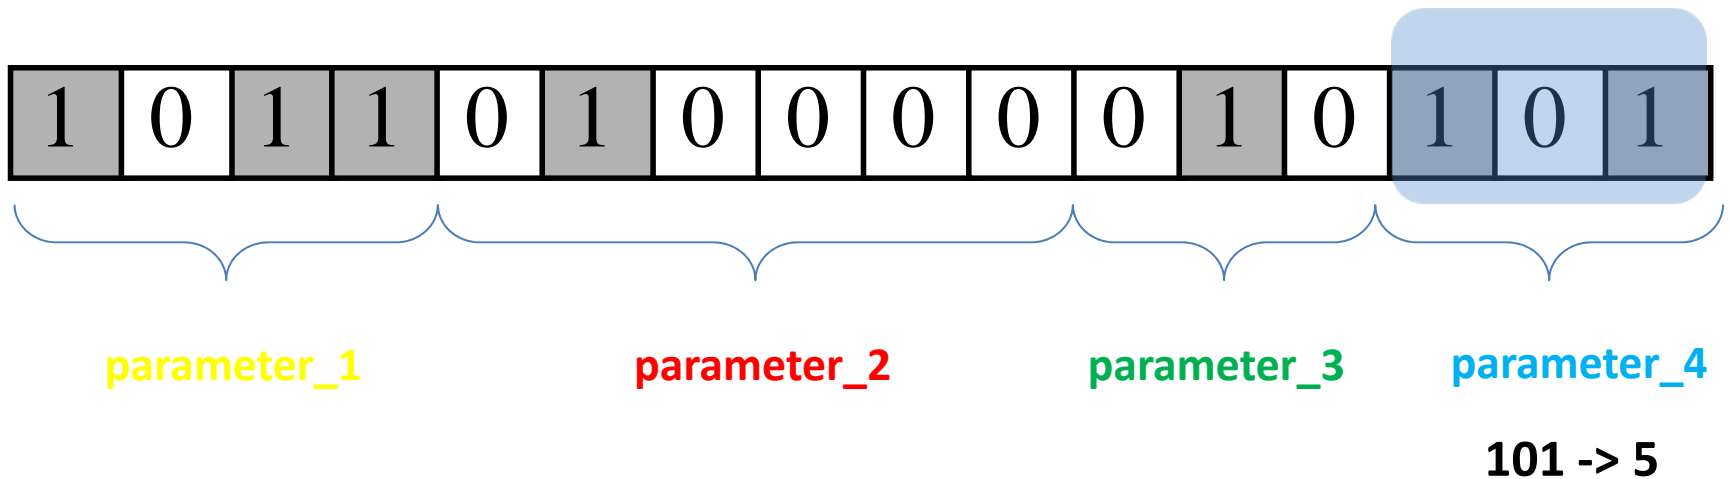 1 0 1 1 0 1 0 0 0 0 0 1 0 1 0 1
parameter_1 parameter_2 parameter_3 parameter_4
101 -> 5